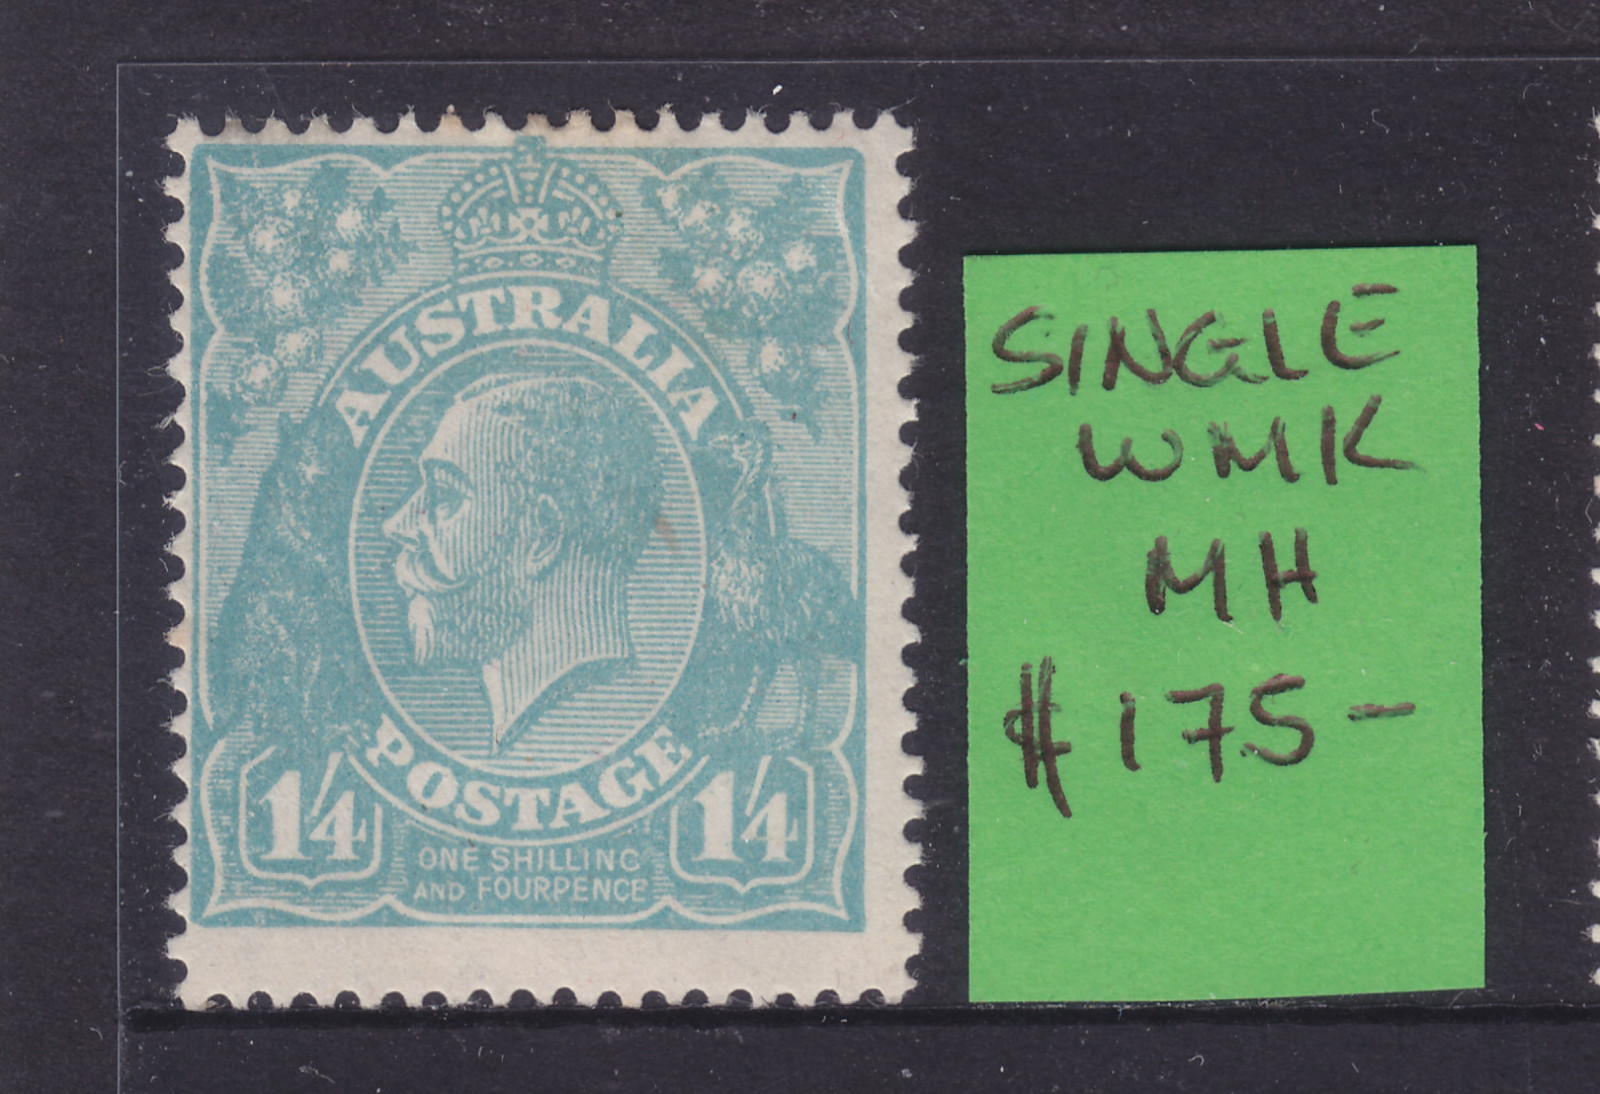 AUSTRALIA
POSTAGE
1/4 1/4
ONE SHILLING
AND FOURPENCE
SINGLE
WMK
MH
$175-